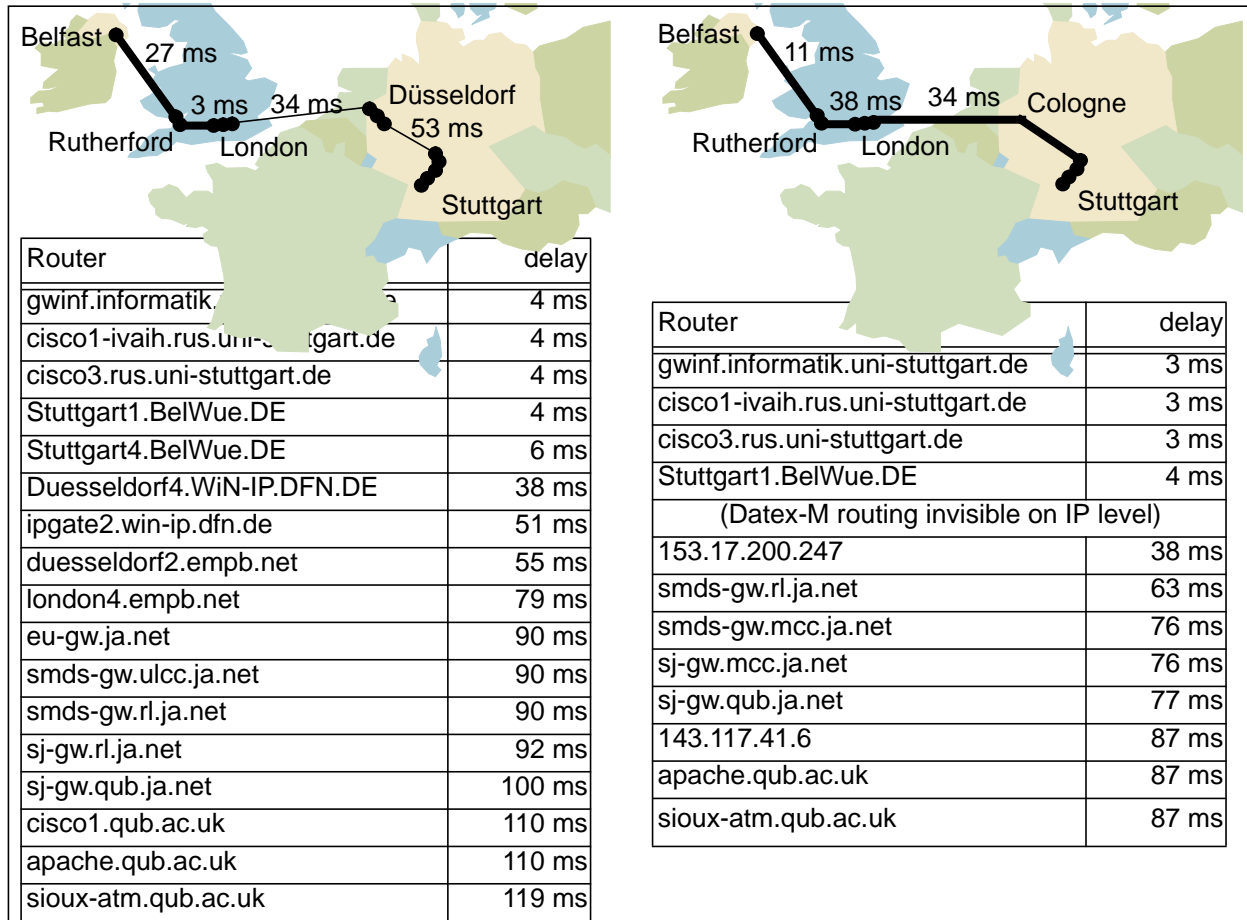 Belfast
27 ms
3 ms
34 ms
Düsseldorf
53 ms
Rutherford
London
Stuttgart
Router delay
gwinf.informatik. e 4 ms
cisco1-ivaih.rus.uni-s tgart.de 4 ms
cisco3.rus.uni-stuttgart.de 4 ms
Stuttgart1.BelWue.DE 4 ms
Stuttgart4.BelWue.DE 6 ms
Duesseldorf4.WiN-IP.DFN.DE 38 ms
ipgate2.win-ip.dfn.de 51 ms
duesseldorf2.empb.net 55 ms
london4.empb.net 79 ms
eu-gw.ja.net 90 ms
smds-gw.ulcc.ja.net 90 ms
smds-gw.rl.ja.net 90 ms
sj-gw.rl.ja.net 92 ms
sj-gw.qub.ja.net 100 ms
cisco1.qub.ac.uk 110 ms
apache.qub.ac.uk 110 ms
sioux-atm.qub.ac.uk 119 ms
Belfast
11 ms
38 ms
34 ms
Cologne
Rutherford
London
Stuttgart
Router delay
gwinf.informatik.uni-stuttgart.de 3 ms
cisco1-ivaih.rus.uni-stuttgart.de 3 ms
cisco3.rus.uni-stuttgart.de 3 ms
Stuttgart1.BelWue.DE 4 ms
(Datex-M routing invisible on IP level)
153.17.200.247 38 ms
smds-gw.rl.ja.net 63 ms
smds-gw.mcc.ja.net 76 ms
sj-gw.mcc.ja.net 76 ms
sj-gw.qub.ja.net 77 ms
143.117.41.6 87 ms
apache.qub.ac.uk 87 ms
sioux-atm.qub.ac.uk 87 ms